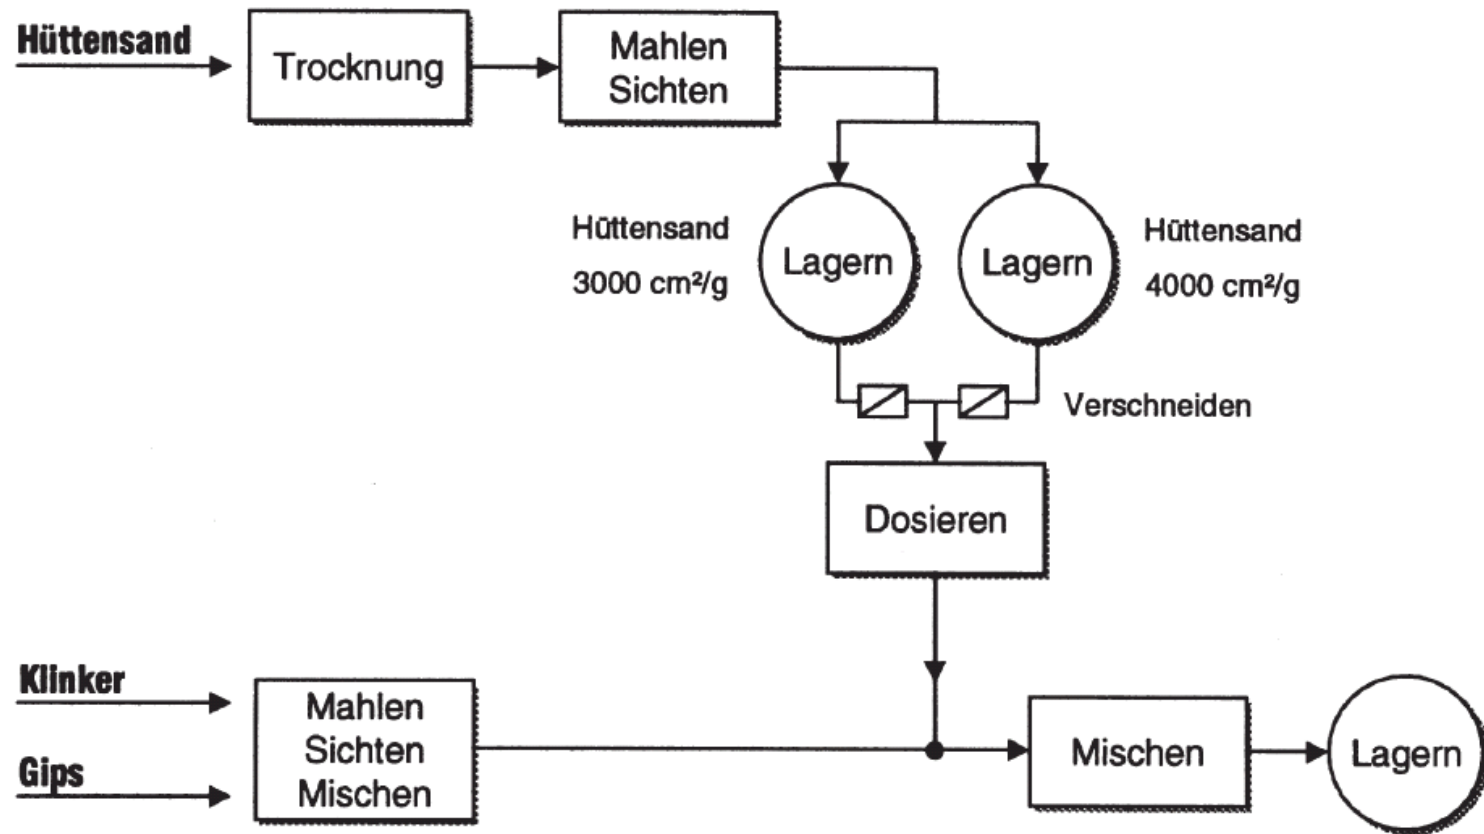 Hüttensand
Trocknung
Mahlen
Sichten
Hüttensand
3000 cm²/g
Lagern
Lagern
Hüttensand
4000 cm²/g
Verschneiden
Dosieren
Klinker
Gips
Mahlen
Sichten
Mischen
Mischen
Lagern